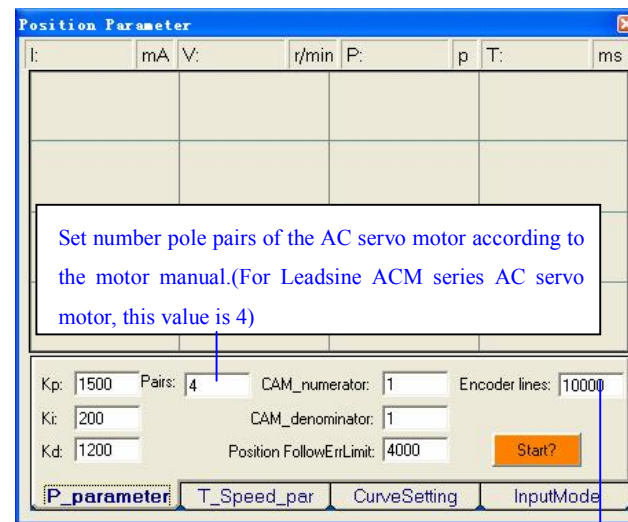 Position Parameter
I: mA V: r/min P: p T: ms
Set number pole pairs of the AC servo motor according to
the motor manual.(For Leadsine ACM series AC servo
motor, this value is 4)
Kp: 1500 Pairs: 4 CAM_numerator: 1 Encoder lines: 10000
Ki: 200 CAM_denominator: 1
Kd: 1200 Position FollowErrLimit: 4000 Start?
P_parameter T_Speed_par CurveSetting InputMode